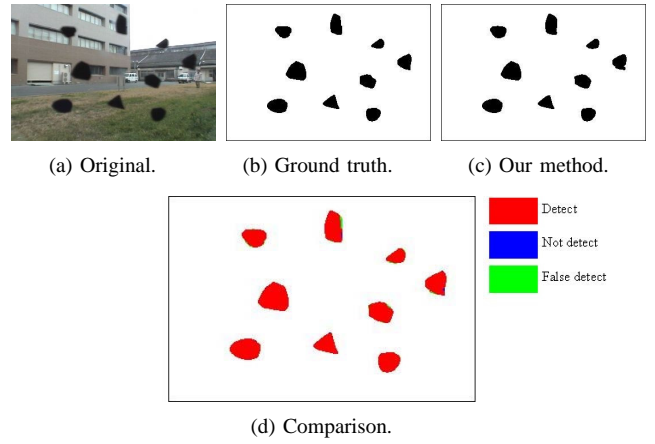 (a) Original.
(b) Ground truth.
(c) Our method.
Detect
Not detect
False detect
(d) Comparison.